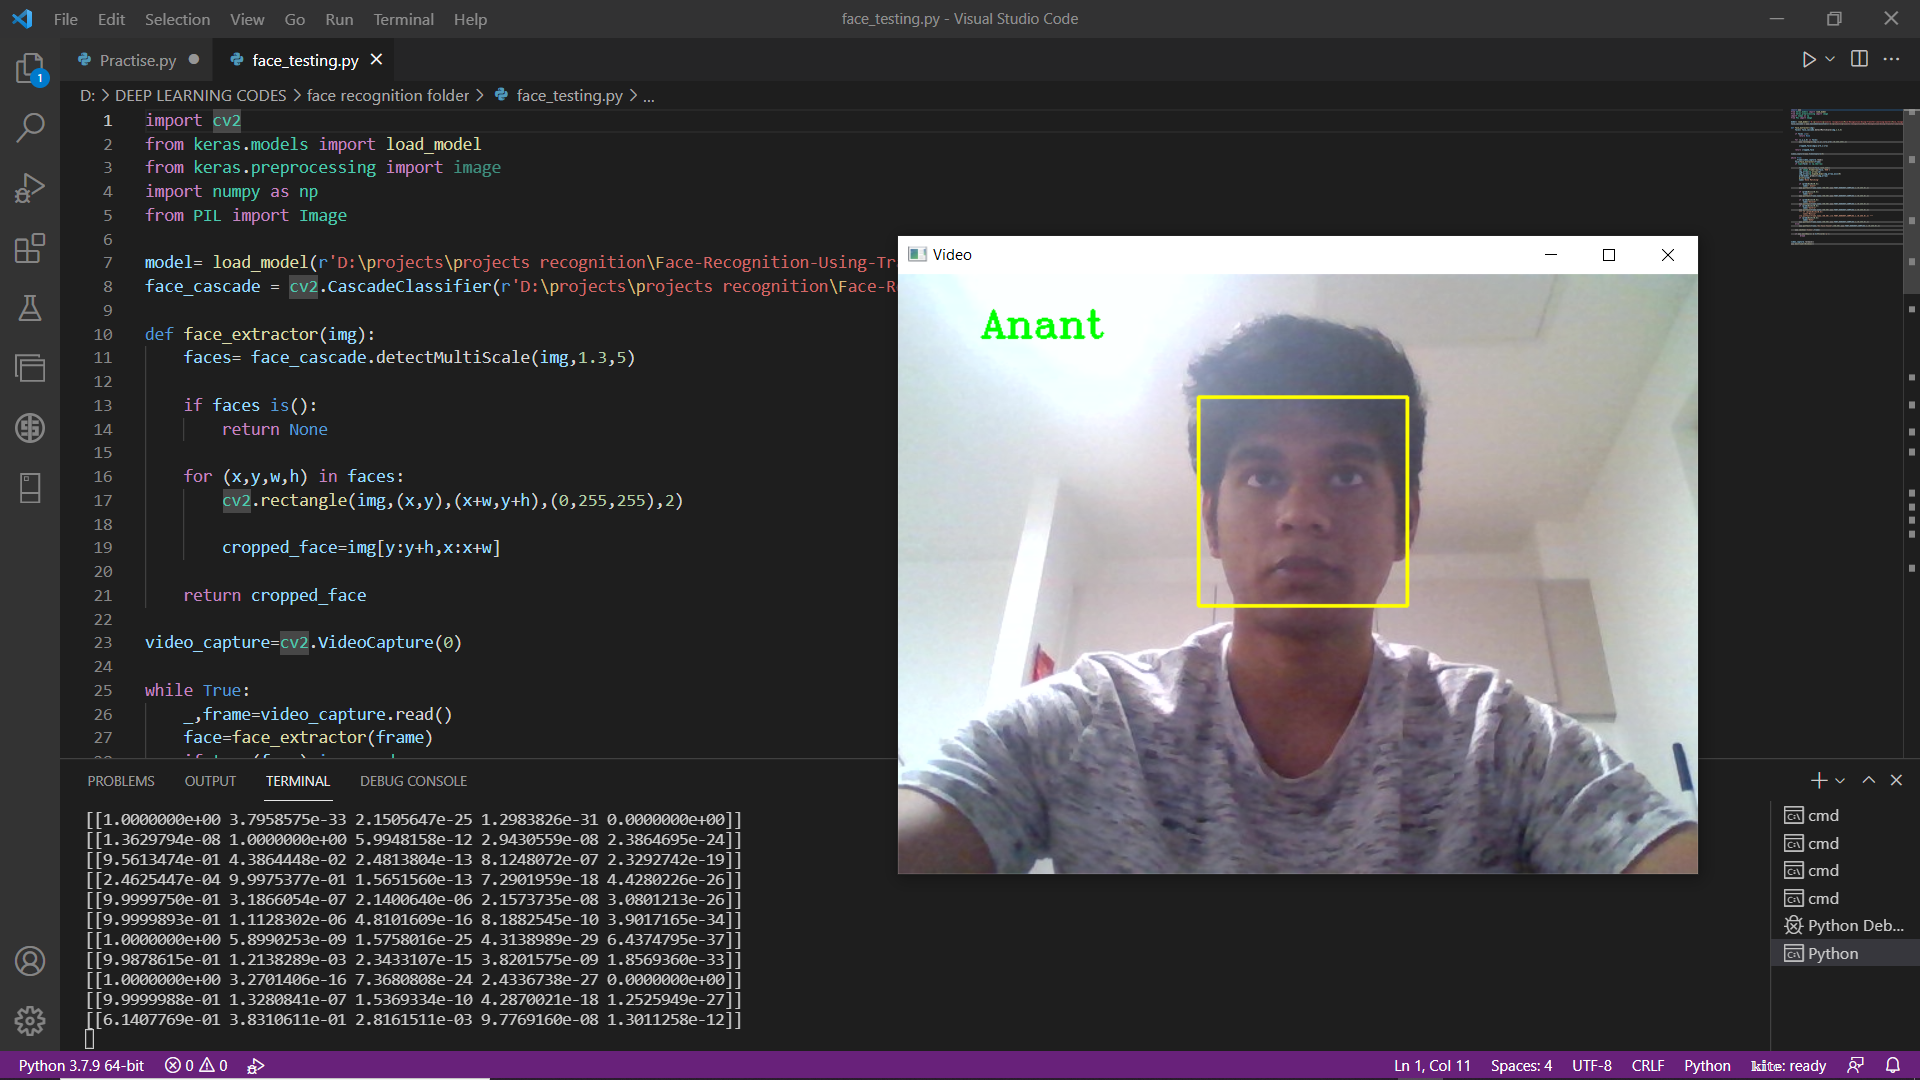 File Edit Selection View Go Run Terminal Help
face_testing.py - Visual Studio Code
1
Practise.py
face_testing.py
D: > DEEP LEARNING CODES > face recognition folder > face_testing.py > ...
1 import cv2
2 from keras.models import load_model
3 from keras.preprocessing import image
4 import numpy as np
5 from PIL import Image
6
7 model= load_model(r'D:\projects\projects recognition\Face-Recognition-Using-Tr
8 face_cascade = cv2.CascadeClassifier(r'D:\projects\projects recognition\Face-R
9
10 def face_extractor(img):
11 faces= face_cascade.detectMultiScale(img,1.3,5)
12
13 if faces is():
14 return None
15
16 for (x,y,w,h) in faces:
17 cv2.rectangle(img,(x,y),(x+w,y+h),(0,255,255),2)
18
19 cropped_face=img[y:y+h,x:x+w]
20
21 return cropped_face
22
23 video_capture=cv2.VideoCapture(0)
24
25 while True:
26 _,frame=video_capture.read()
27 face=face_extractor(frame)
Video
Anant
PROBLEMS OUTPUT TERMINAL DEBUG CONSOLE
[[1.0000000e+00 3.7958575e-33 2.1505647e-25 1.2983826e-31 0.0000000e+00]]
[[1.3629794e-08 1.0000000e+00 5.9948158e-12 2.9430559e-08 2.3864695e-24]]
[[9.5613474e-01 4.3864448e-02 2.4813804e-13 8.1248072e-07 2.3292742e-19]]
[[2.4625447e-04 9.9975377e-01 1.5651560e-13 7.2901959e-18 4.4280226e-26]]
[[9.9999750e-01 3.1866054e-07 2.1400640e-06 2.1573735e-08 3.0801213e-26]]
[[9.9999893e-01 1.1128302e-06 4.8101609e-16 8.1882545e-10 3.9017165e-34]]
[[1.0000000e+00 5.8990253e-09 1.5758016e-25 4.3138989e-29 6.4374795e-37]]
[[9.9878615e-01 1.2138289e-03 2.3433107e-15 3.8201575e-09 1.8569360e-33]]
[[1.0000000e+00 3.2701406e-16 7.3680808e-24 2.4336738e-27 0.0000000e+00]]
[[9.9999988e-01 1.3280841e-07 1.5369334e-10 4.2870021e-18 1.2525949e-27]]
[[6.1407769e-01 3.8310611e-01 2.8161511e-03 9.7769160e-08 1.3011258e-12]]
cmd
cmd
cmd
cmd
Python Deb...
Python
Python 3.7.9 64-bit 0 0
Ln 1, Col 11 Spaces: 4 UTF-8 CRLF Python kite: ready